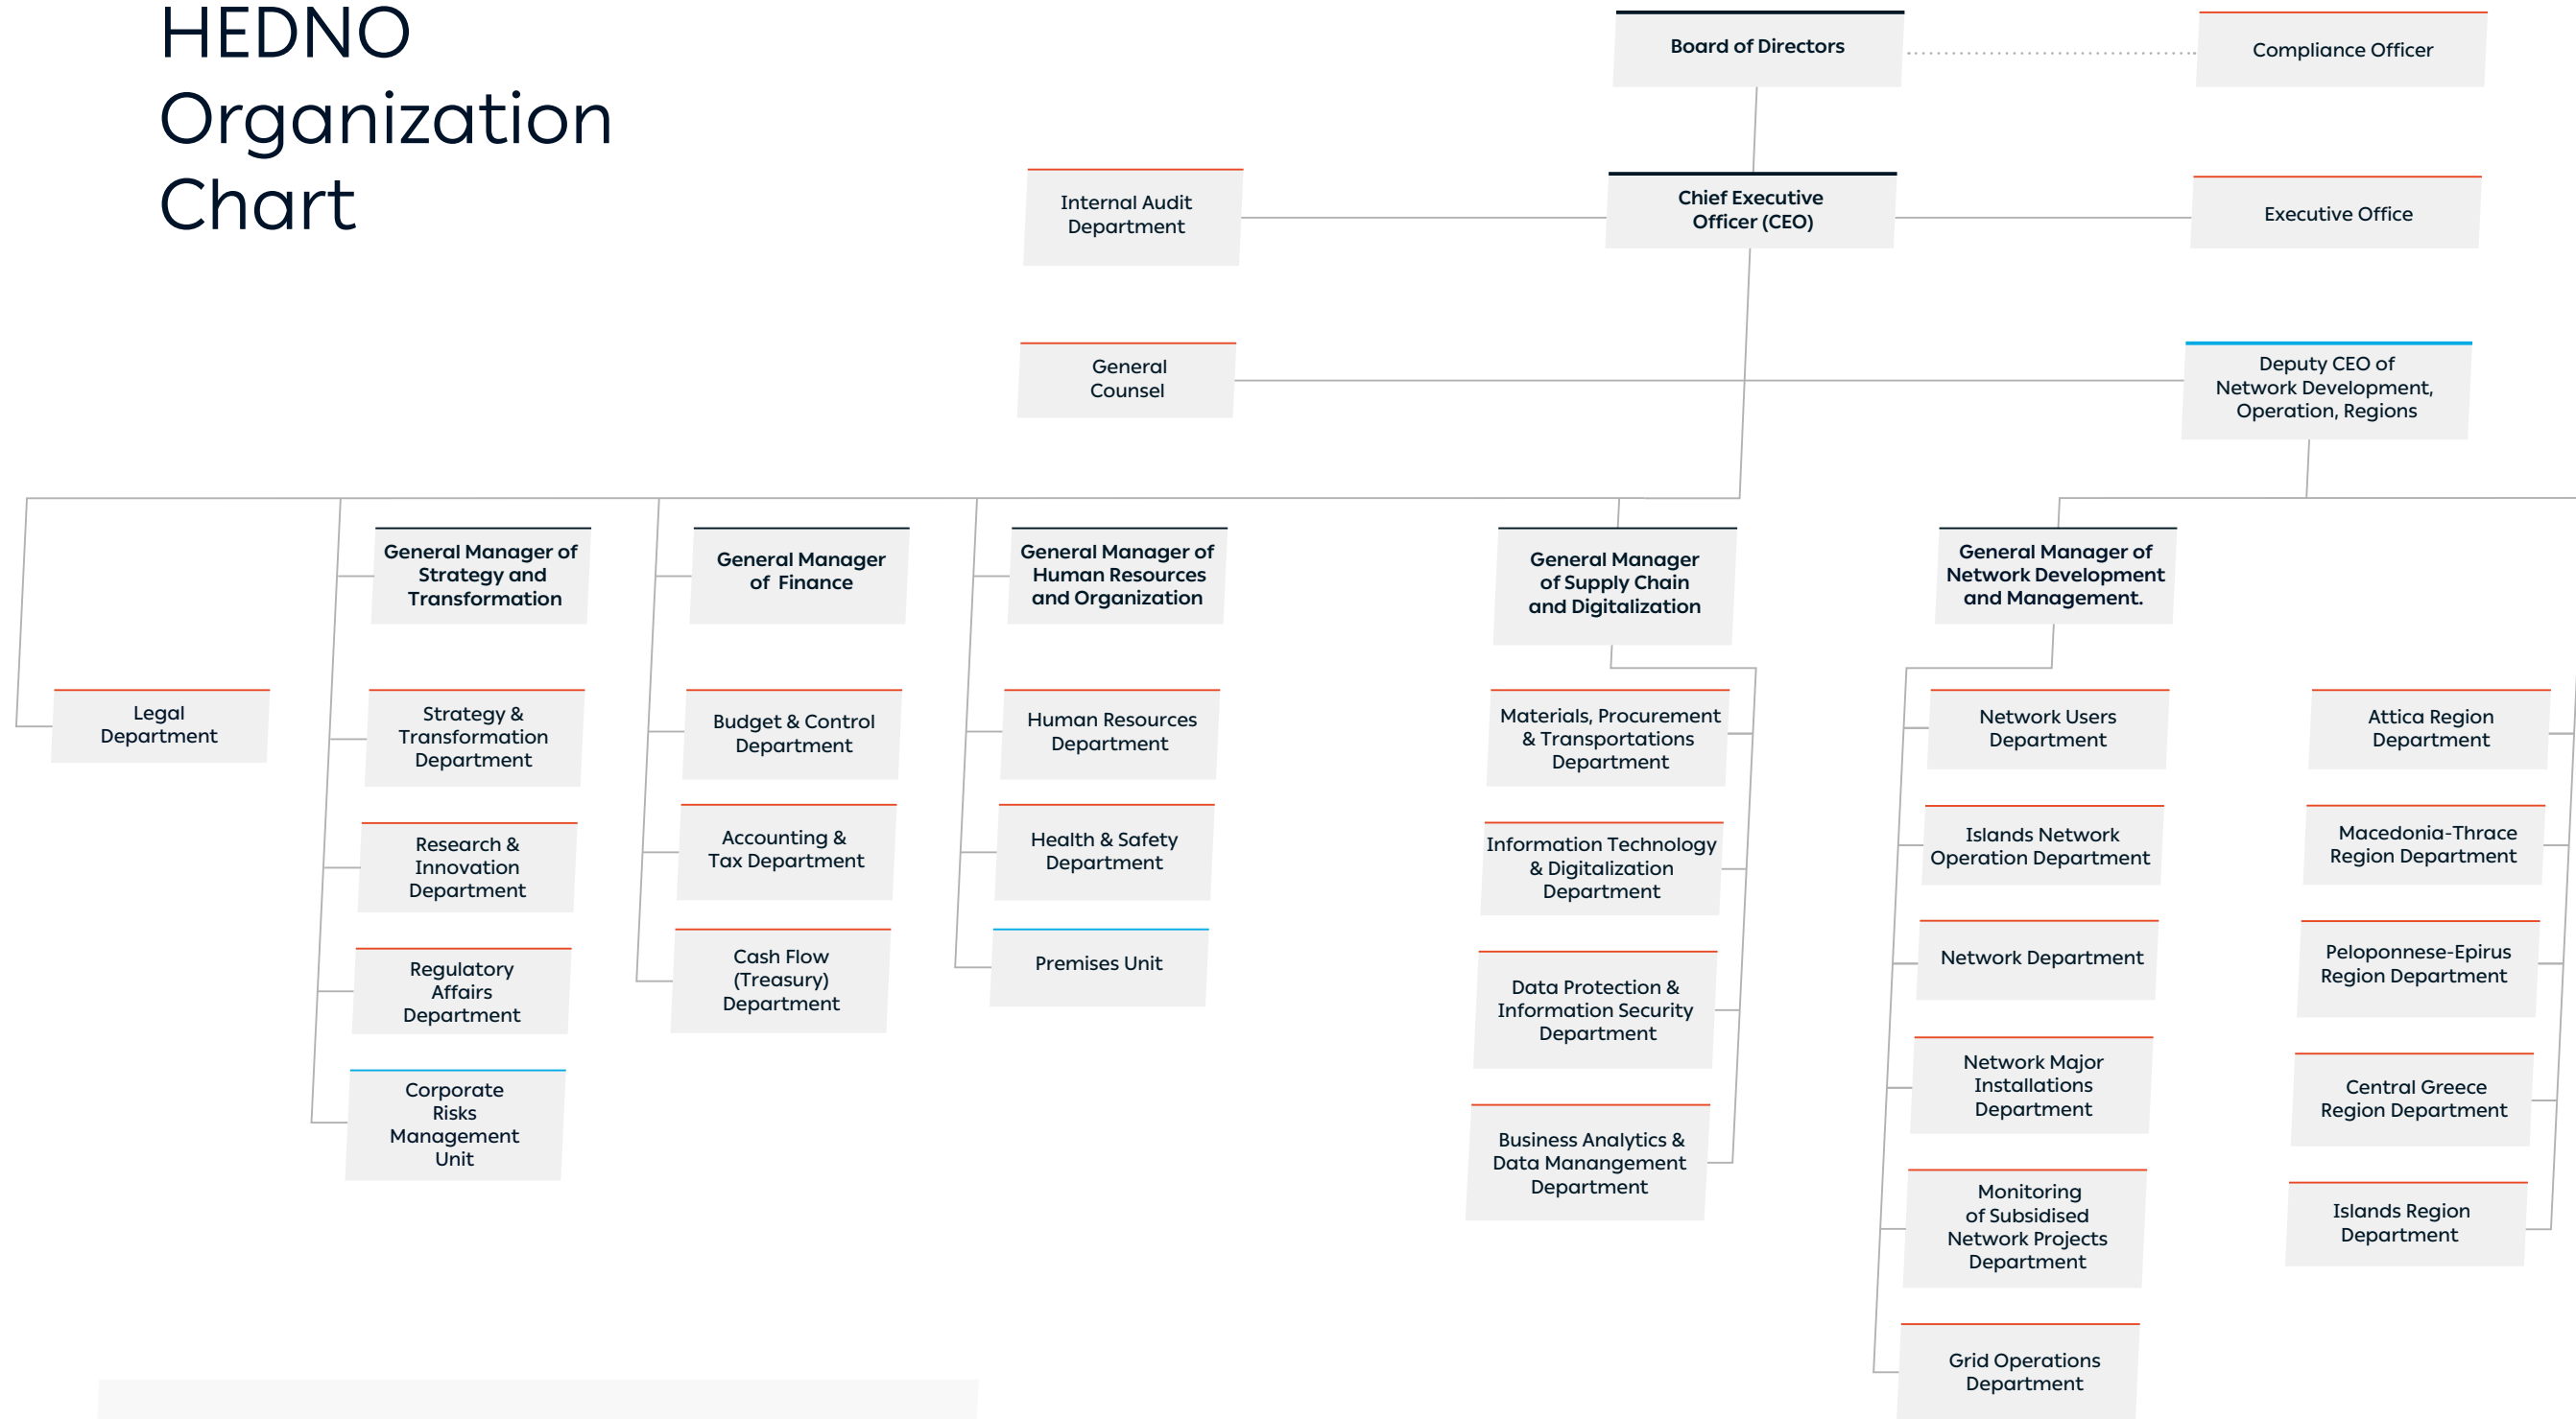 HEDNO
Organization
Chart
Board of Directors
Compliance Officer
Internal Audit
Department
Chief Executive
Officer (CEO)
Executive Office
General
Counsel
Deputy CEO of
Network Development,
Operation, Regions
General Manager of
Strategy and
Transformation
General Manager
of Finance
General Manager of
Human Resources
and Organization
General Manager
of Supply Chain
and Digitalization
General Manager of
Network Development
and Management.
Legal
Department
Strategy &
Transformation
Department
Research &
Innovation
Department
Regulatory
Affairs
Department
Corporate
Risks
Management
Unit
Budget & Control
Department
Accounting &
Tax Department
Cash Flow
(Treasury)
Department
Human Resources
Department
Health & Safety
Department
Premises Unit
Materials, Procurement
& Transportations
Department
Information Technology
& Digitalization
Department
Data Protection &
Information Security
Department
Business Analytics &
Data Manangement
Department
Network Users
Department
Islands Network
Operation Department
Network Department
Network Major
Installations
Department
Monitoring
of Subsidised
Network Projects
Department
Grid Operations
Department
Attica Region
Department
Macedonia-Thrace
Region Department
Peloponnese-Epirus
Region Department
Central Greece
Region Department
Islands Region
Department